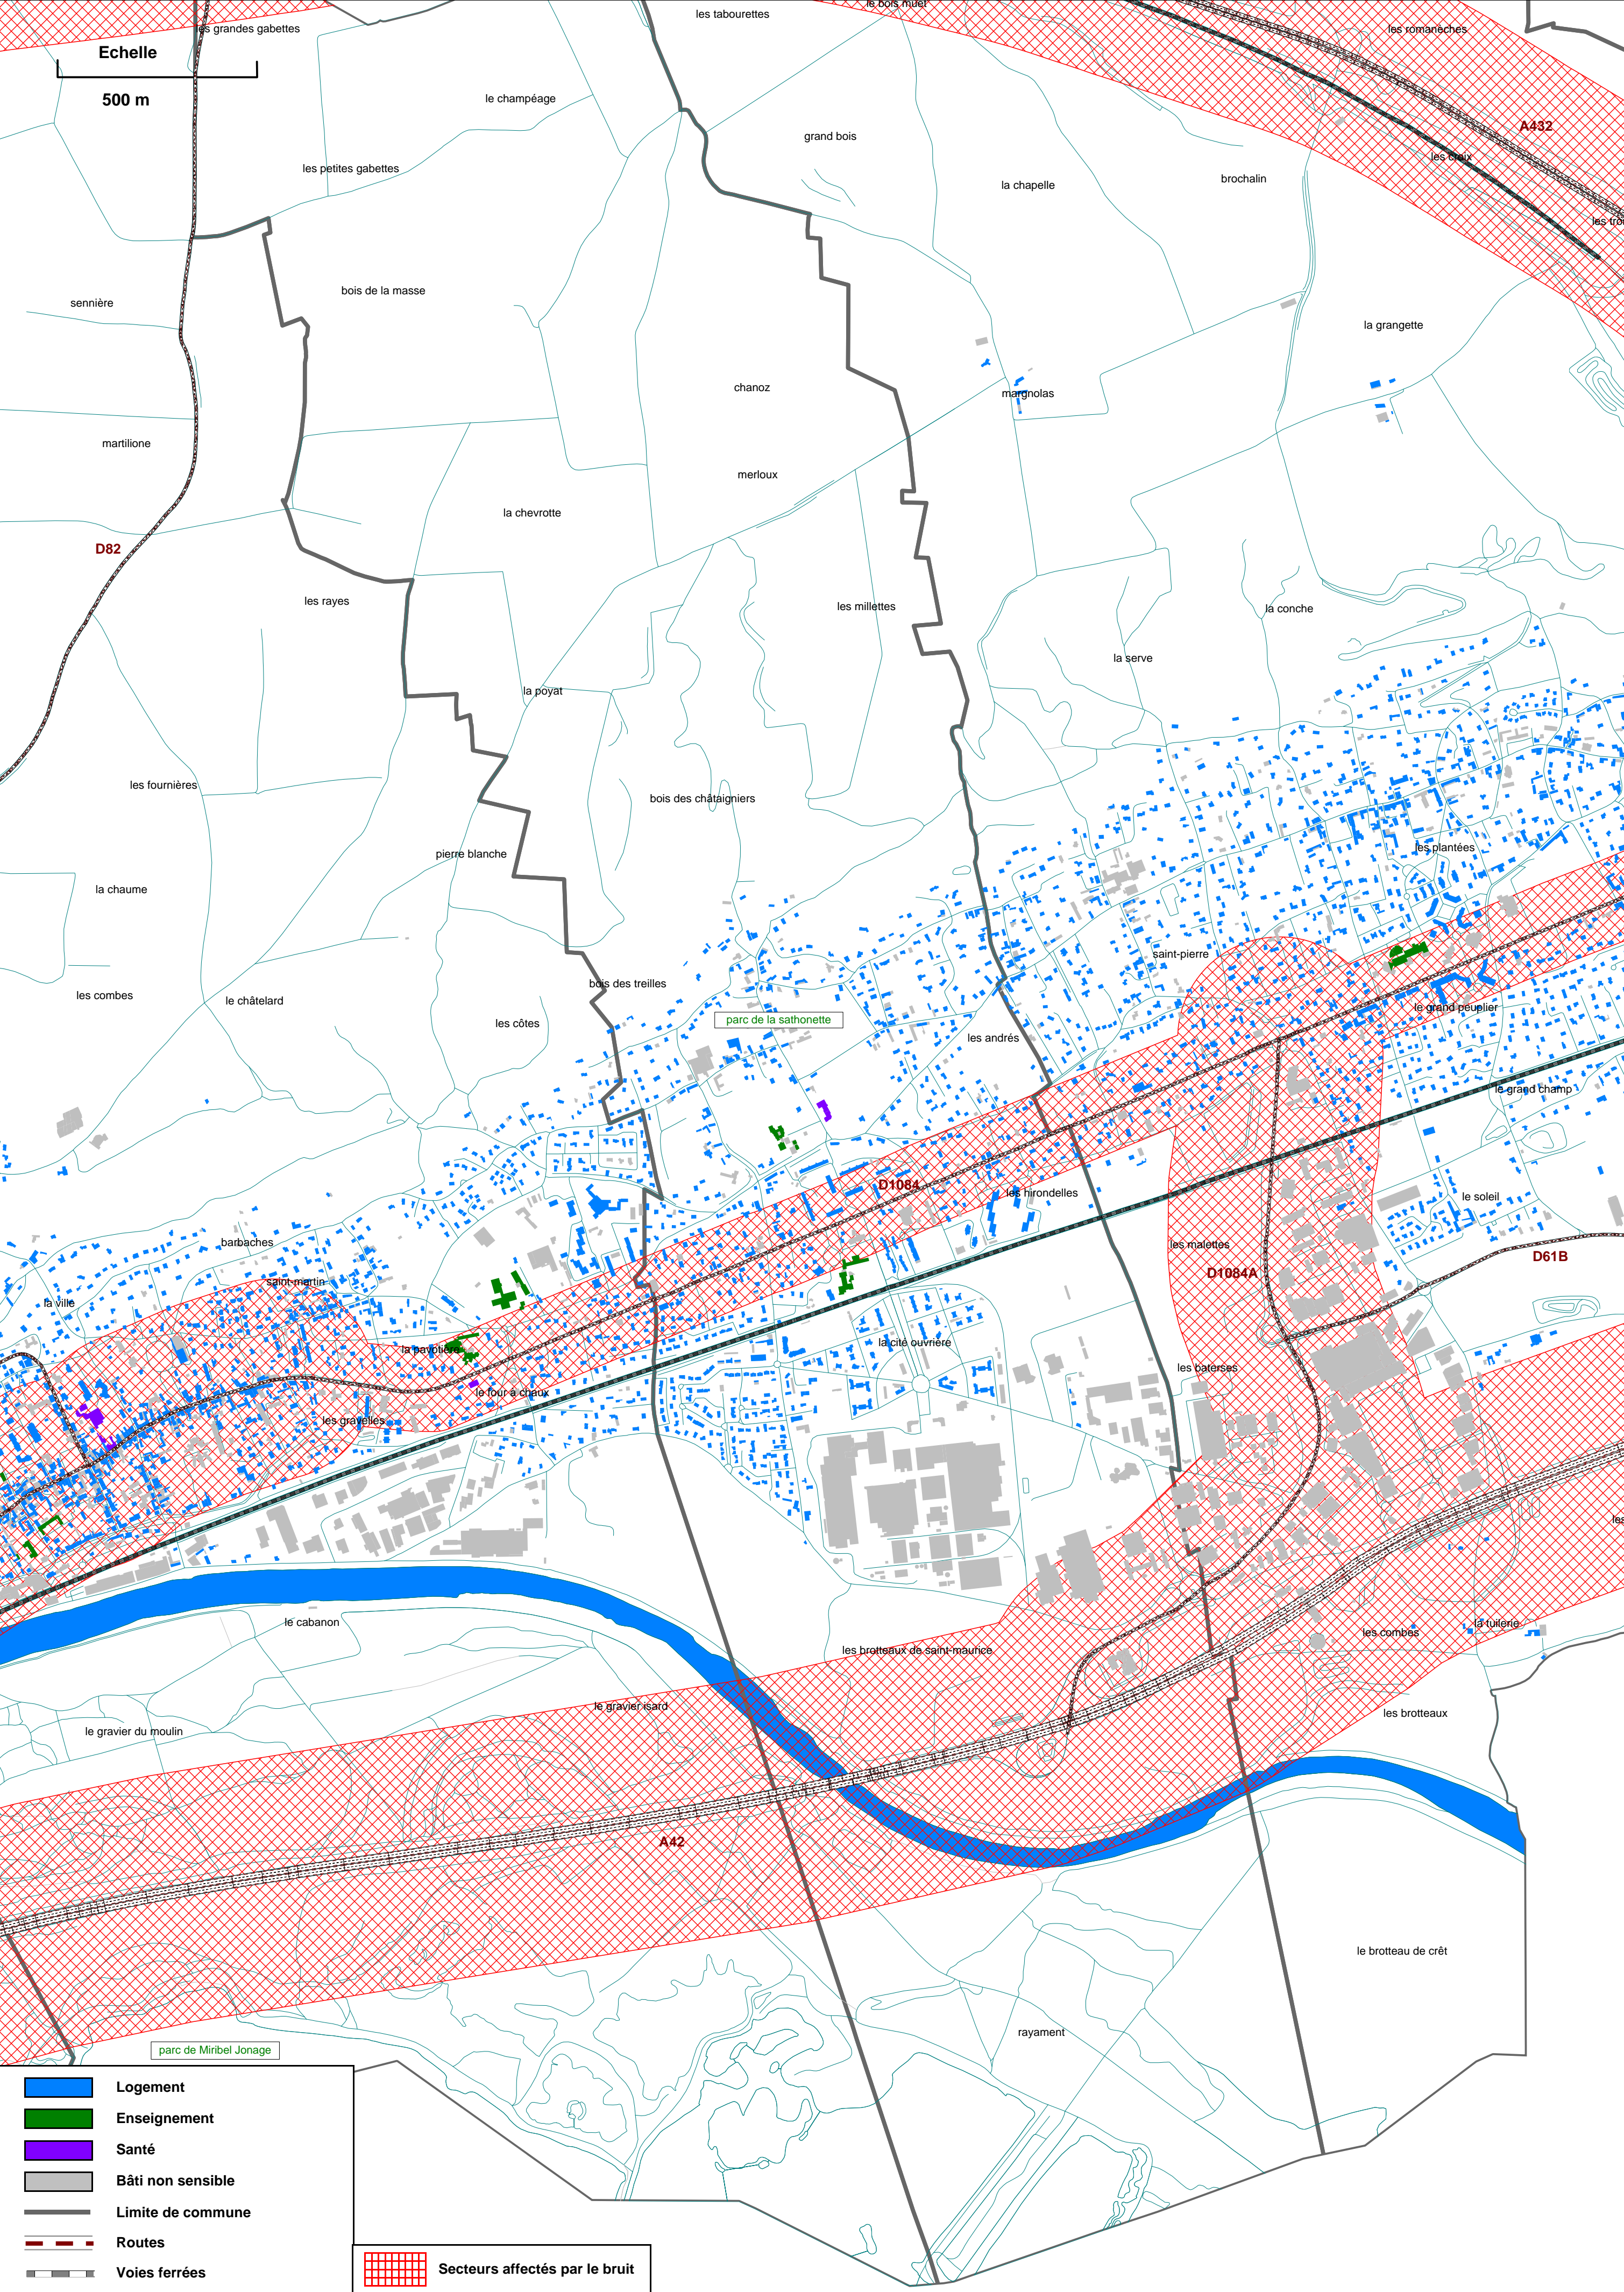 le bois muet
les tabourettes
les grandes gabettes
les romanèches
Echelle
500 m
le champéage
A432
grand bois
les croix
les petites gabettes
brochalin
la chapelle
bois de la masse
sennière
la grangette
chanoz
margnolas
martilione
merloux
la chevrotte
D82
les rayes
les millettes
la conche
la serve
la poyat
les fournières
bois des châtaigniers
les plantées
pierre blanche
la chaume
saint-pierre
bois des treilles
les combes
le châtelard
le grand peuplier
parc de la sathonette
les côtes
les andrés
le grand champ
D1084
les hirondelles
le soleil
barbaches
les malettes
D61B
D1084A
saint-martin
la ville
la cité ouvrière
la pavotière
les baterses
le four à chaux
les gravelles
le cabanon
la tuilerie
les combes
les brotteaux de saint-maurice
le gravier isard
les brotteaux
le gravier du moulin
A42
le brotteau de crêt
rayament
parc de Miribel Jonage
Logement
Enseignement
Santé
Bâti non sensible
Limite de commune
Routes
Voies ferrées
Secteurs affectés par le bruit